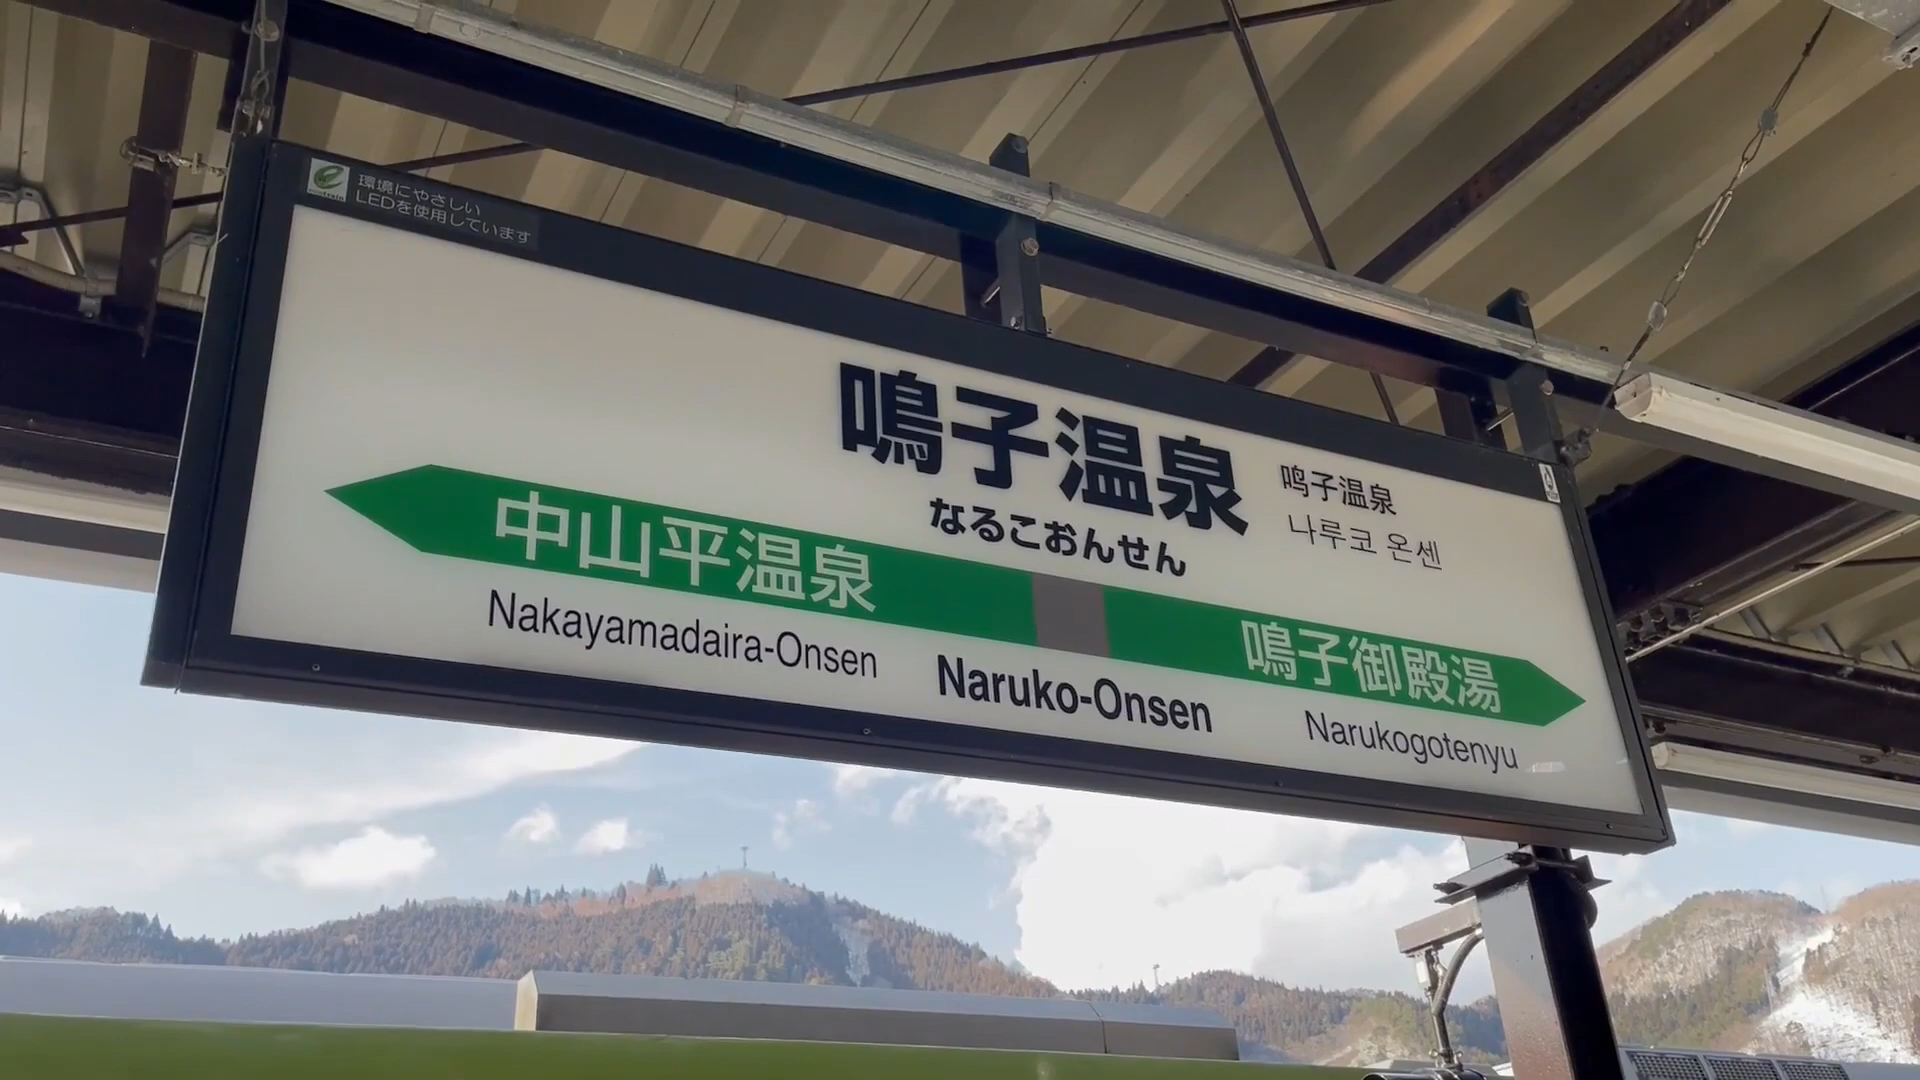 環境にやさしい
LEDを使用しています
鳴子温泉
なるこおんせん
鸣子温泉
나루코 온센
中山平温泉
鳴子御殿湯
Nakayamadaira-Onsen
Naruko-Onsen
Narukogotenyu